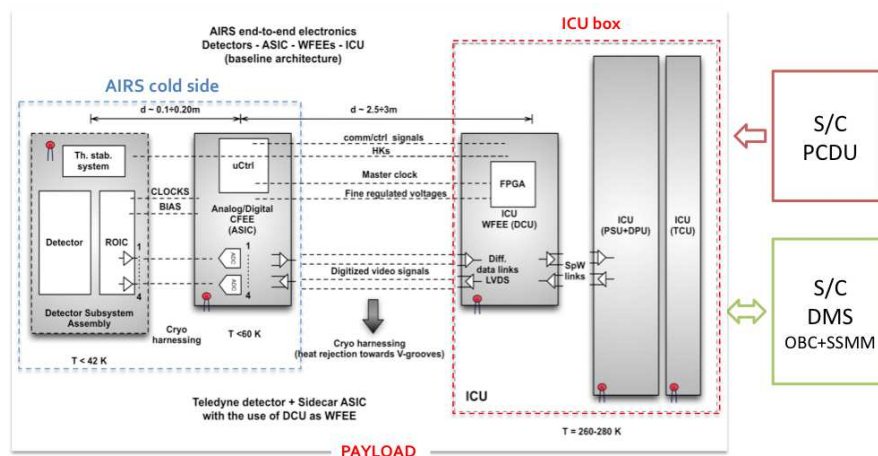 AIRS end-to-end electronics
Detectors - ASIC - WFEEs - ICU
(baseline architecture)
ICU box
AIRS cold side
d ~ 0.1÷0.20m
d ~ 2.5÷3m
Th. stab.
system
uCtrl
comm/ctrl signals
HKs
Master clock
Fine regulated voltages
FPGA
ICU
WFEE (DCU)
CLOCKS
BIAS
Analog/Digital
CFEE
(ASIC)
Detector
ROIC
1
4
ADC
ADC
1
4
Digitized video signals
Diff.
data links
LVDS
SpW
links
ICU
(PSU+DPU)
ICU
(TCU)
Detector Subsystem
Assembly
Cryo
harnessing
T <60 K
T < 42 K
Cryo harnessing
(heat rejection towards V-grooves)
Teledyne detector + Sidecar ASIC
with the use of DCU as WFEE
ICU
T = 260-280 K
PAYLOAD
S/C
PCDU
S/C
DMS
OBC+SSMM